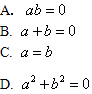 A. ab = 0
B. a + b = 0
C. a = b
D. a² + b² = 0